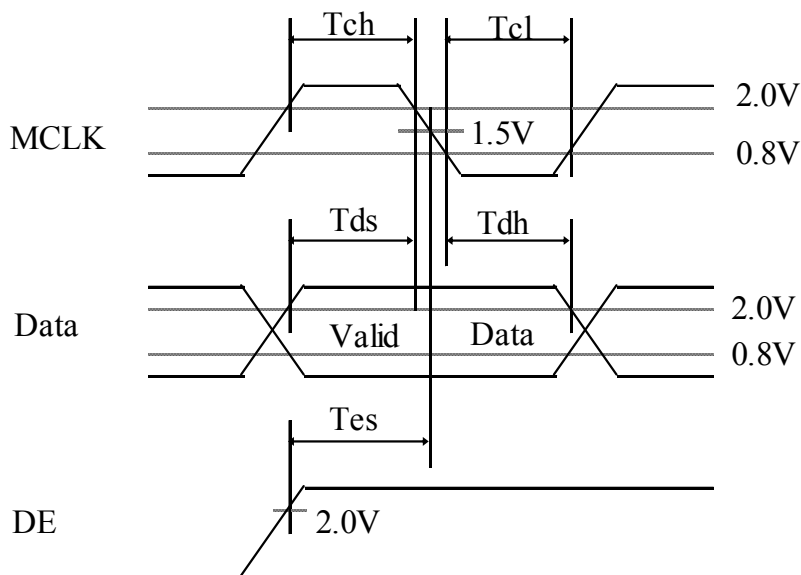 Tch Tcl
2.0V
MCLK 1.5V
0.8V
Tds Tdh
2.0V
Data Valid Data
0.8V
Tes
DE 2.0V